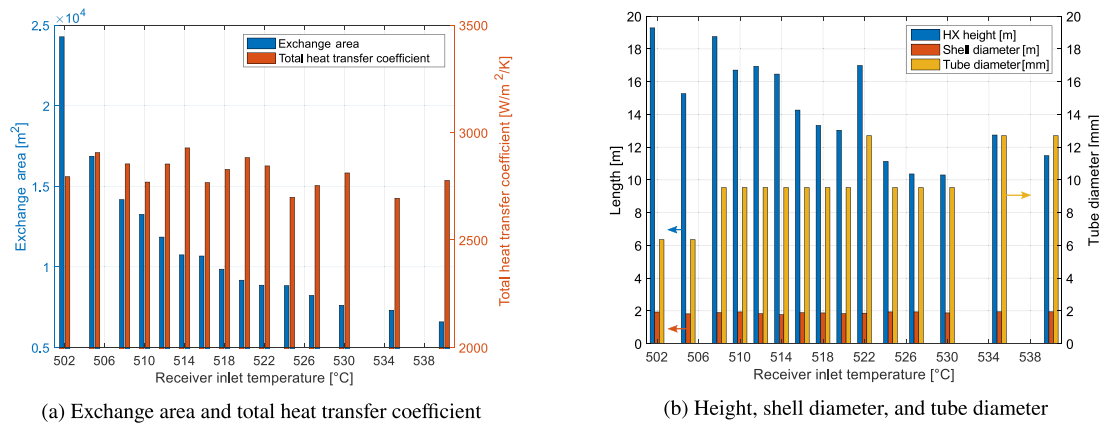 ×10⁴
2.5
2
1.5
1
0.5
Exchange area [m²]
3500
3000
2500
2000
Total heat transfer coefficient [W/m²/K]
Exchange area
Total heat transfer coefficient
502 506 510 514 518 522 526 530 534 538
Receiver inlet temperature [°C]
(a) Exchange area and total heat transfer coefficient
20
18
16
14
12
10
8
6
4
2
0
Length [m]
20
18
16
14
12
10
8
6
4
2
0
Tube diameter [mm]
HX height [m]
Shell diameter [m]
Tube diameter [mm]
502 506 510 514 518 522 526 530 534 538
Receiver inlet temperature [°C]
(b) Height, shell diameter, and tube diameter